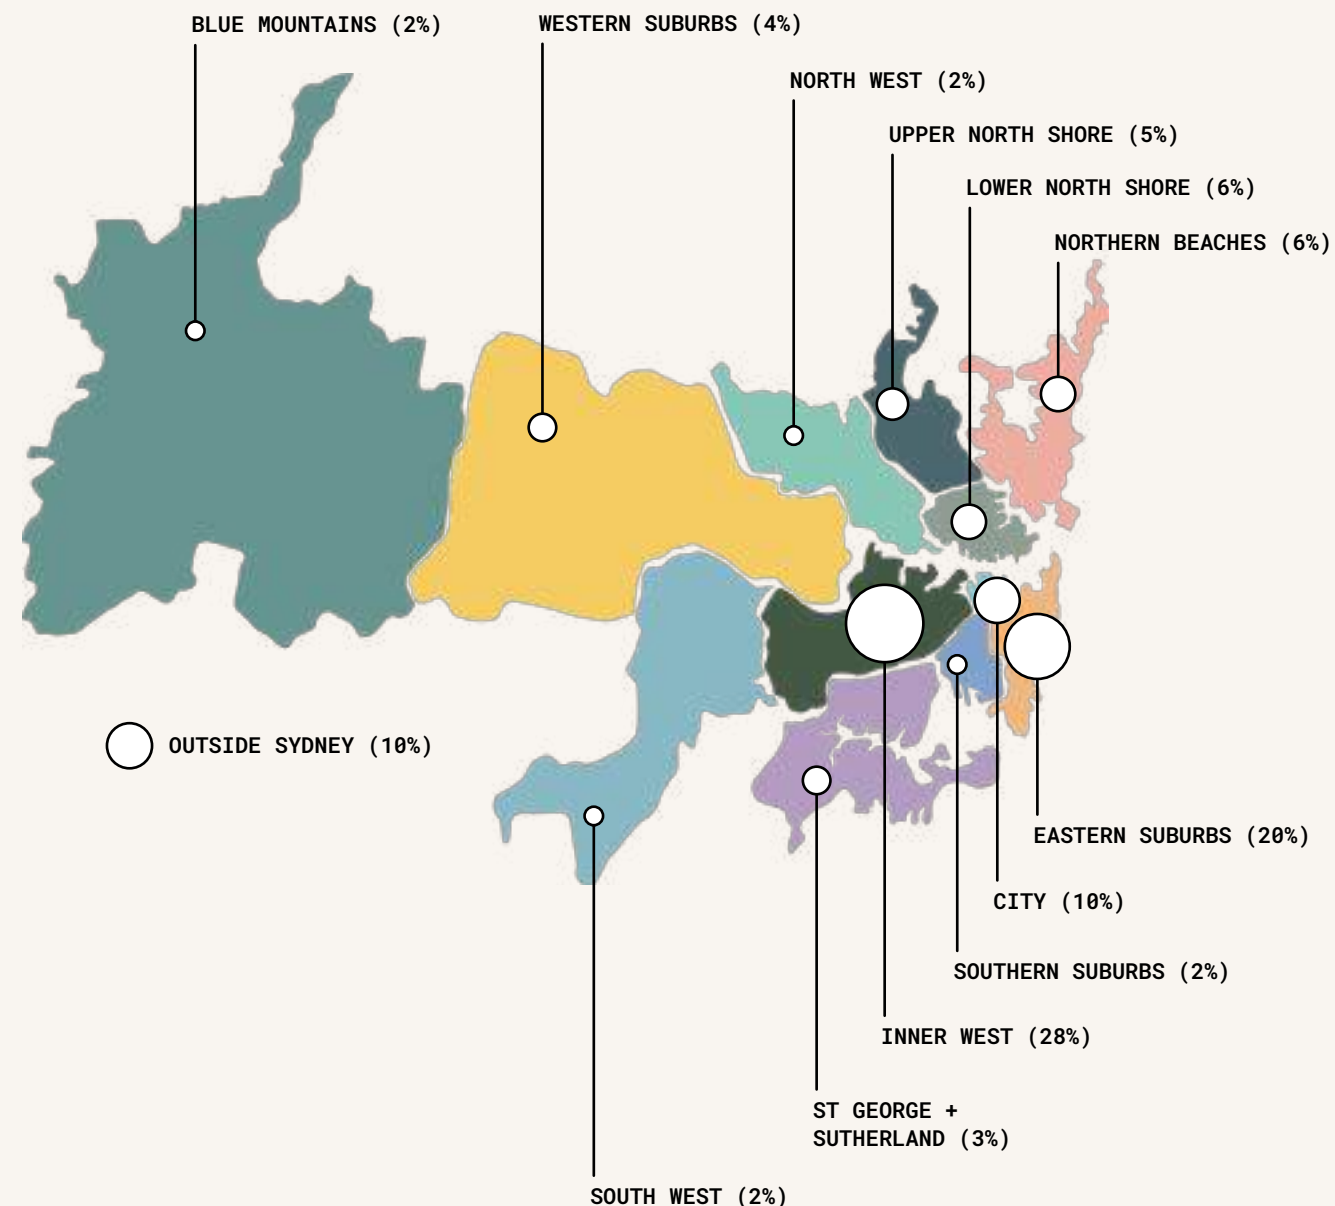 BLUE MOUNTAINS (2%)
WESTERN SUBURBS (4%)
NORTH WEST (2%)
UPPER NORTH SHORE (5%)
LOWER NORTH SHORE (6%)
NORTHERN BEACHES (6%)
OUTSIDE SYDNEY (10%)
EASTERN SUBURBS (20%)
CITY (10%)
SOUTHERN SUBURBS (2%)
INNER WEST (28%)
ST GEORGE +
SUTHERLAND (3%)
SOUTH WEST (2%)